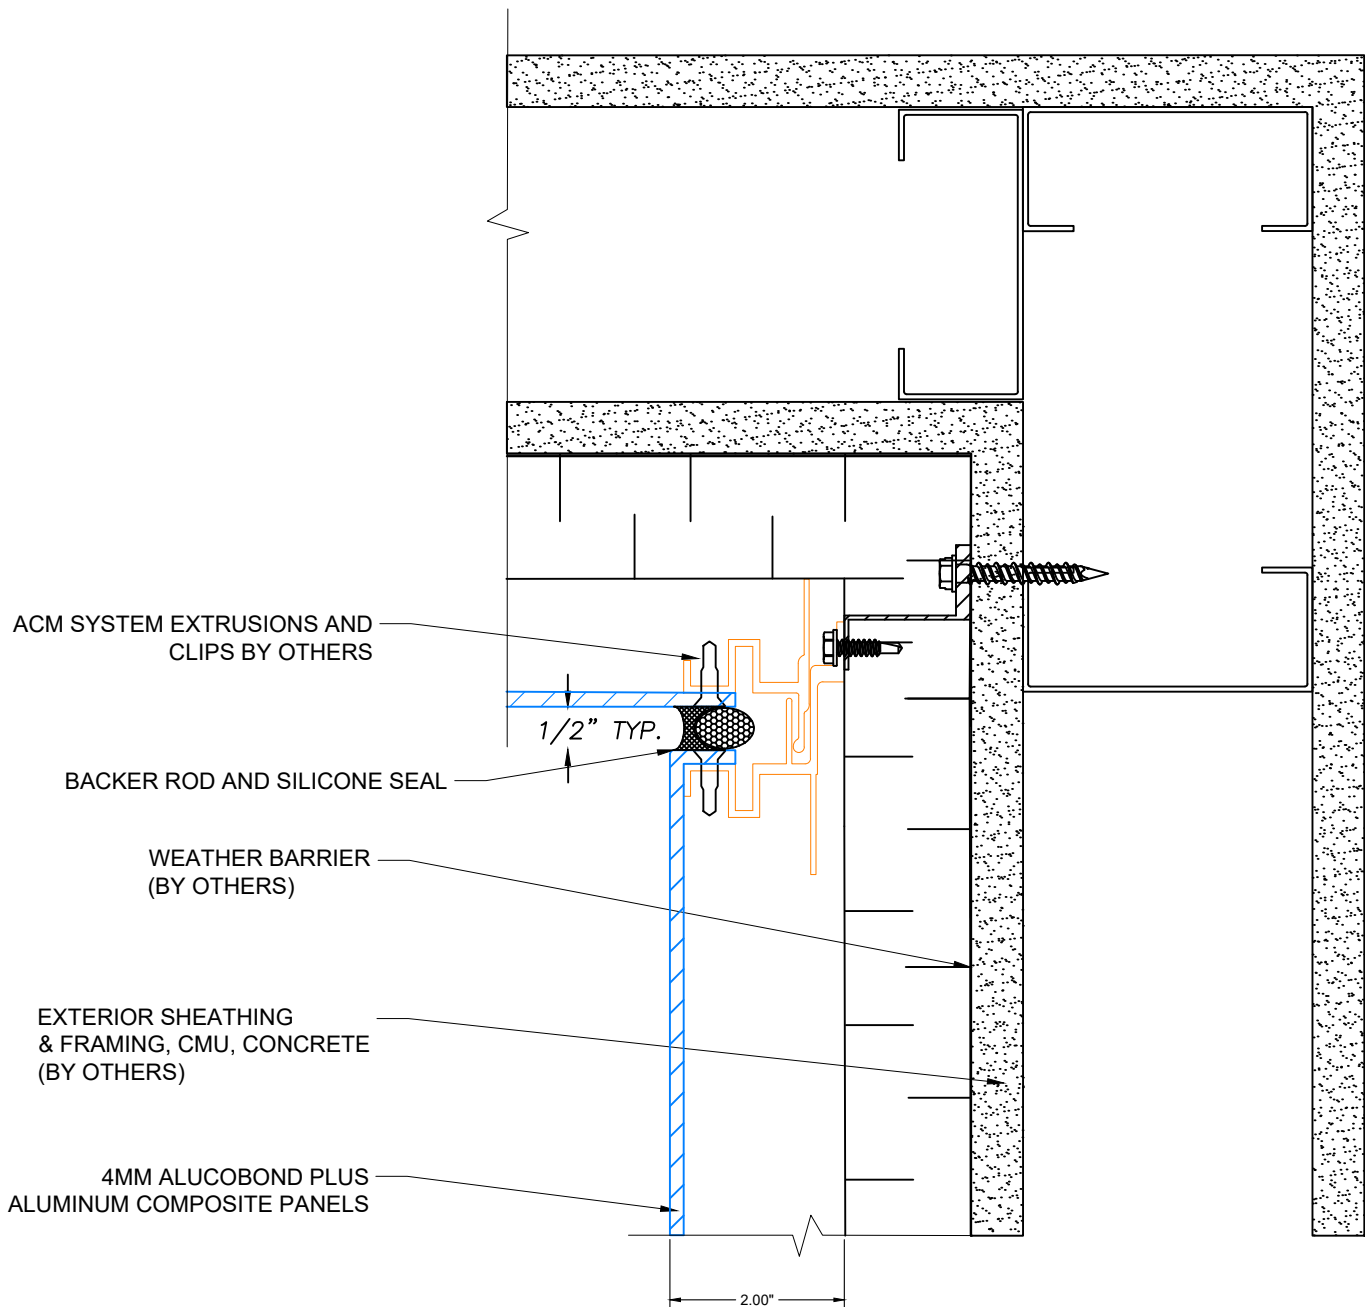 ACM SYSTEM EXTRUSIONS AND
CLIPS BY OTHERS
1/2” TYP.
BACKER ROD AND SILICONE SEAL
WEATHER BARRIER
(BY OTHERS)
EXTERIOR SHEATHING
& FRAMING, CMU, CONCRETE
(BY OTHERS)
4MM ALUCOBOND PLUS
ALUMINUM COMPOSITE PANELS
2.00"